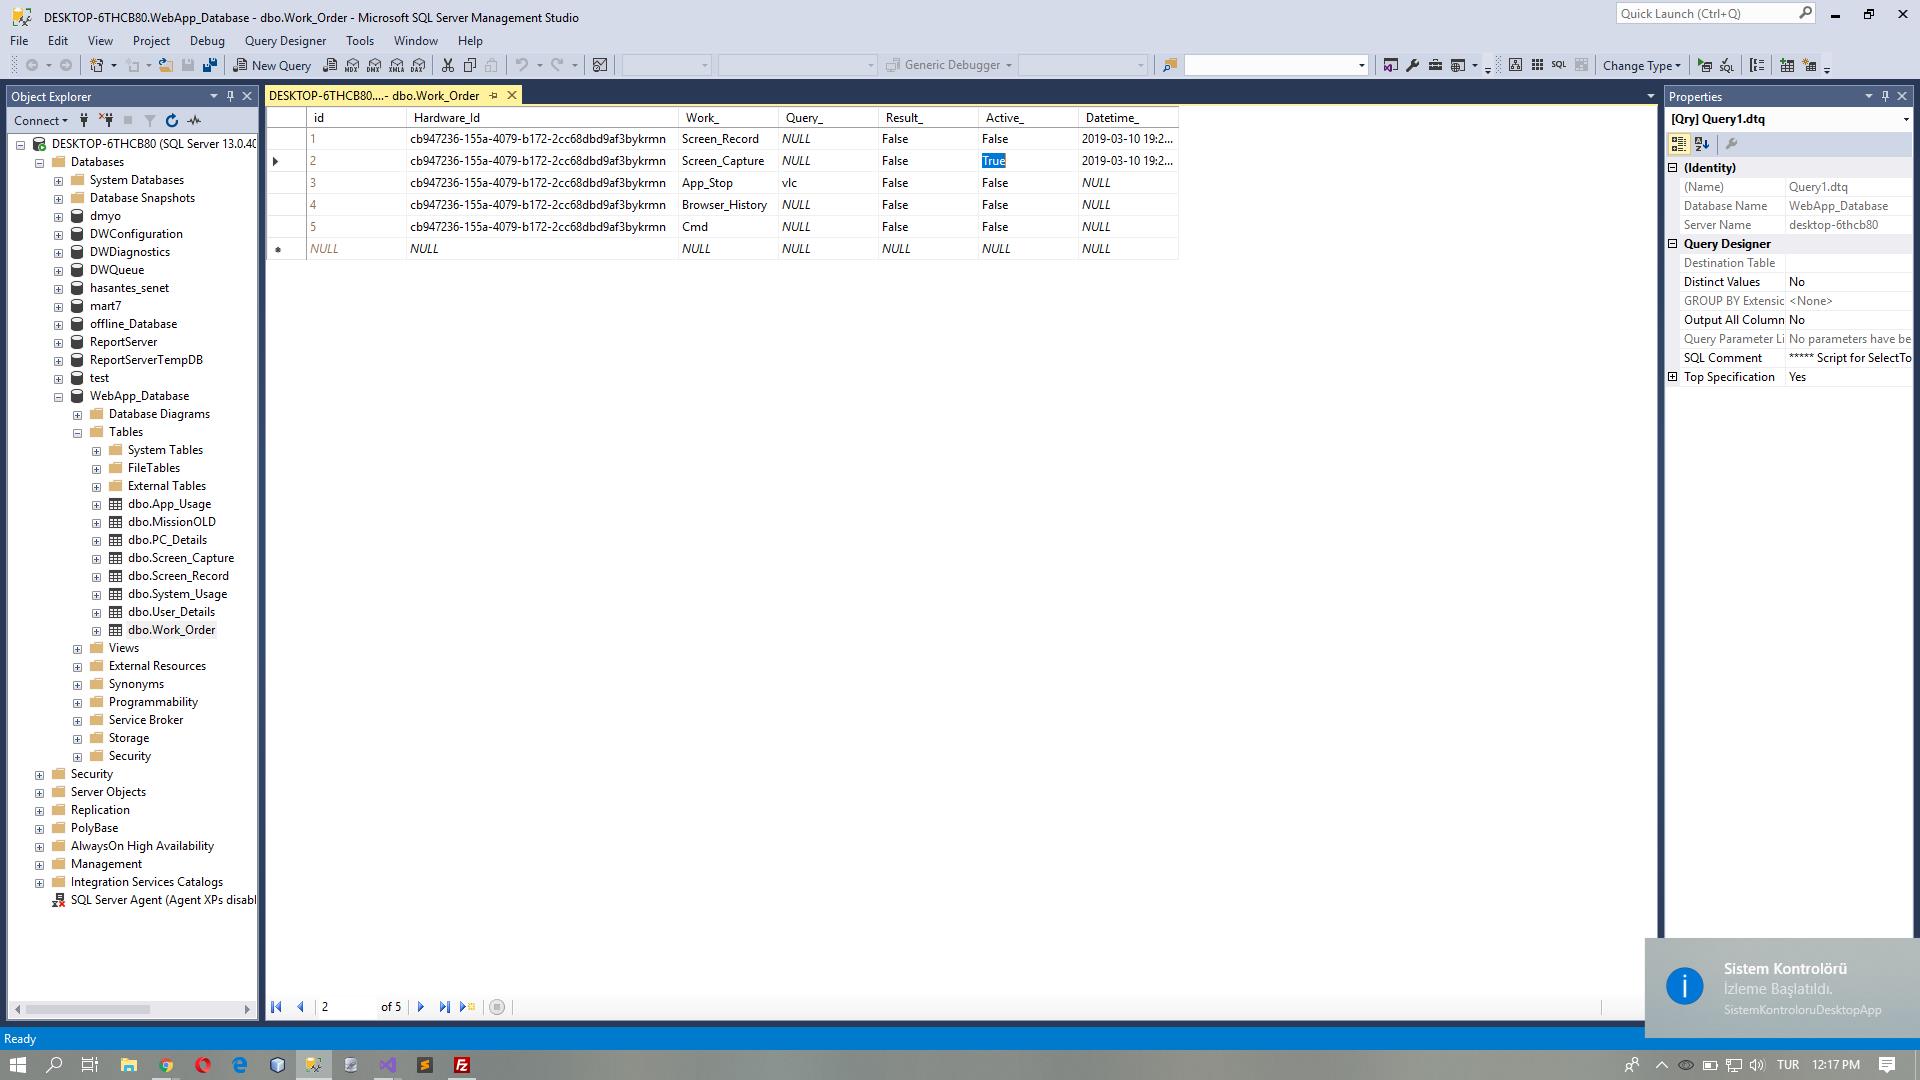 DESKTOP-6THCB80.WebApp_Database - dbo.Work_Order - Microsoft SQL Server Management Studio
Quick Launch (Ctrl+Q)
File Edit View Project Debug Query Designer Tools Window Help
New Query MDX DMX XMLA DAX Generic Debugger SQL Change Type
Object Explorer
Connect
DESKTOP-6THCB80 (SQL Server 13.0.40
Databases
System Databases
Database Snapshots
dmyo
DWConfiguration
DWDiagnostics
DWQueue
hasantes_senet
mart7
offline_Database
ReportServer
ReportServerTempDB
test
WebApp_Database
Database Diagrams
Tables
System Tables
FileTables
External Tables
dbo.App_Usage
dbo.MissionOLD
dbo.PC_Details
dbo.Screen_Capture
dbo.Screen_Record
dbo.System_Usage
dbo.User_Details
dbo.Work_Order
Views
External Resources
Synonyms
Programmability
Service Broker
Storage
Security
Security
Server Objects
Replication
PolyBase
AlwaysOn High Availability
Management
Integration Services Catalogs
SQL Server Agent (Agent XPs disabl
DESKTOP-6THCB80....- dbo.Work_Order
id Hardware_Id Work_ Query_ Result_ Active_ Datetime_
1 cb947236-155a-4079-b172-2cc68dbd9af3bykrmn Screen_Record NULL False False 2019-03-10 19:2...
2 cb947236-155a-4079-b172-2cc68dbd9af3bykrmn Screen_Capture NULL False True 2019-03-10 19:2...
3 cb947236-155a-4079-b172-2cc68dbd9af3bykrmn App_Stop vlc False False NULL
4 cb947236-155a-4079-b172-2cc68dbd9af3bykrmn Browser_History NULL False False NULL
5 cb947236-155a-4079-b172-2cc68dbd9af3bykrmn Cmd NULL False False NULL
NULL NULL NULL NULL NULL NULL NULL
2 of 5
Properties
[Qry] Query1.dtq
(Identity)
(Name) Query1.dtq
Database Name WebApp_Database
Server Name desktop-6thcb80
Query Designer
Destination Table
Distinct Values No
GROUP BY Extensic <None>
Output All Column No
Query Parameter Li No parameters have be
SQL Comment ***** Script for SelectTo
Top Specification Yes
Sistem Kontrolörü
İzleme Başlatıldı.
SistemKontroloruDesktopApp
Ready
TUR 12:17 PM